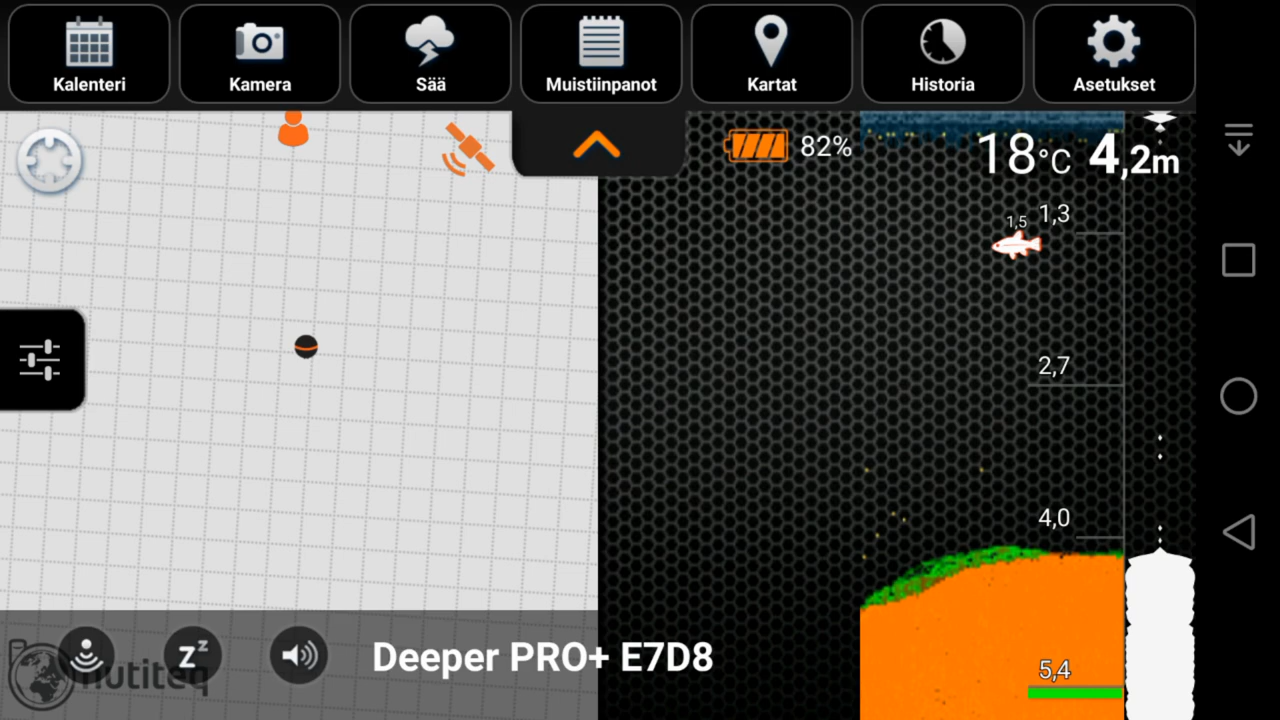 Kalenteri
Kamera
Sää
Muistiinpanot
Kartat
Historia
Asetukset
82%
18°C 4,2m
1,5
1,3
2,7
4,0
5,4
Zz
Deeper PRO+ E7D8
nutiteq